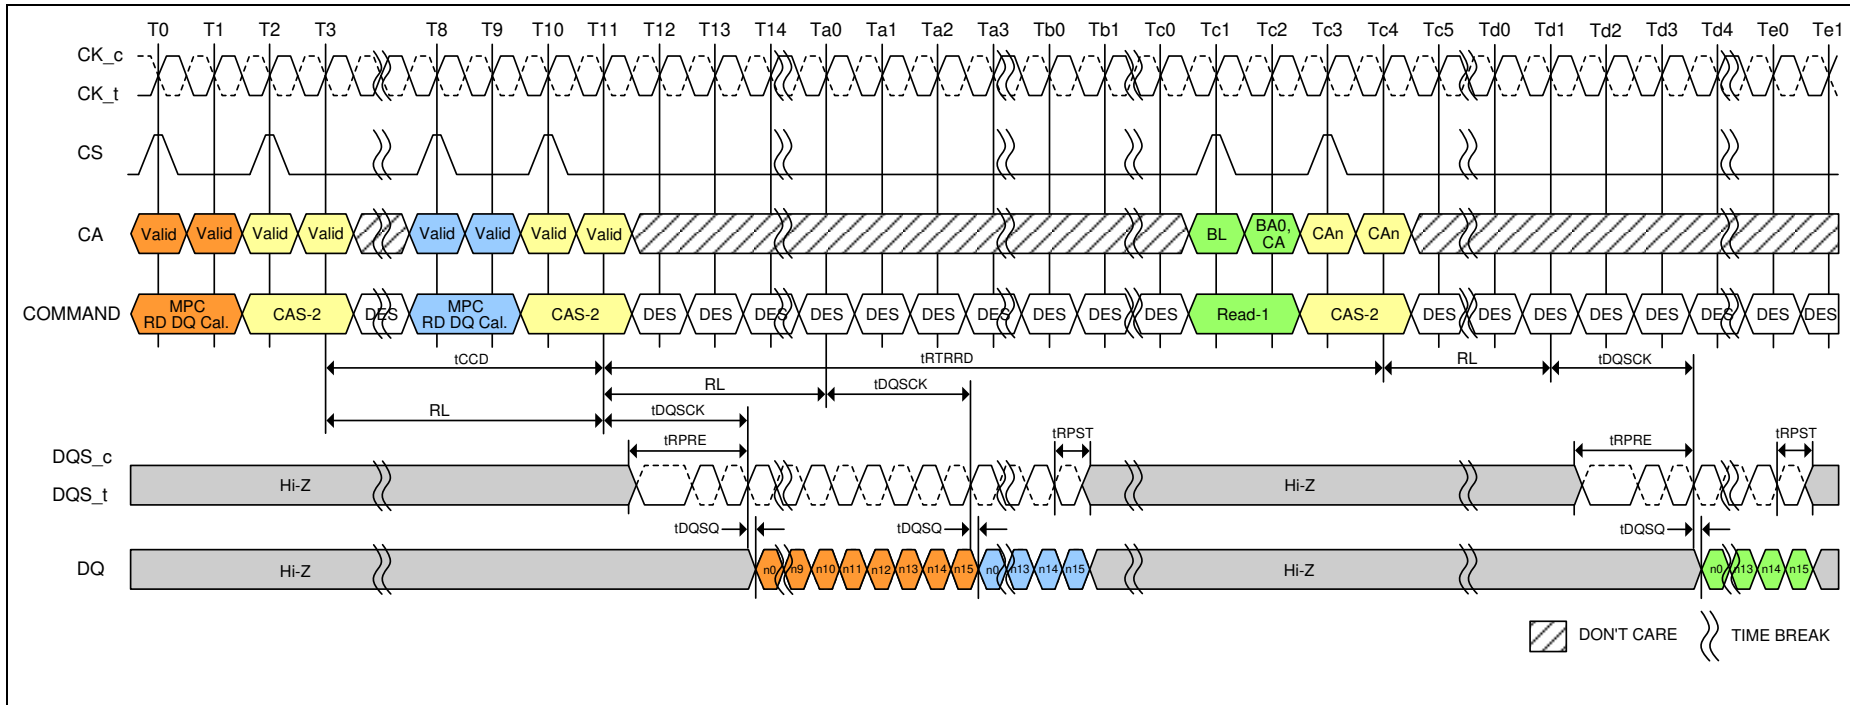 T0 T1 T2 T3 T8 T9 T10 T11 T12 T13 T14 Ta0 Ta1 Ta2 Ta3 Tb0 Tb1 Tc0 Tc1 Tc2 Tc3 Tc4 Tc5 Td0 Td1 Td2 Td3 Td4 Te0 Te1
CK_c
CK_t
CS
CA Valid Valid Valid Valid Valid Valid Valid Valid BL BA0, CA CAn CAn
COMMAND MPC RD DQ Cal. CAS-2 DES MPC RD DQ Cal. CAS-2 DES DES DES DES DES DES DES DES DES DES Read-1 CAS-2 DES DES DES DES DES DES DES DES
tCCD tRTRRD RL tDQSCK
RL tDQSCK
RL tDQSCK
tRPRE tRPST tRPRE tRPST
DQS_c
DQS_t Hi-Z Hi-Z
tDQSQ tDQSQ tDQSQ
DQ Hi-Z n0 n9 n10 n11 n12 n13 n14 n15 n0 n13 n14 n15 Hi-Z n0 n13 n14 n15
DON'T CARE TIME BREAK